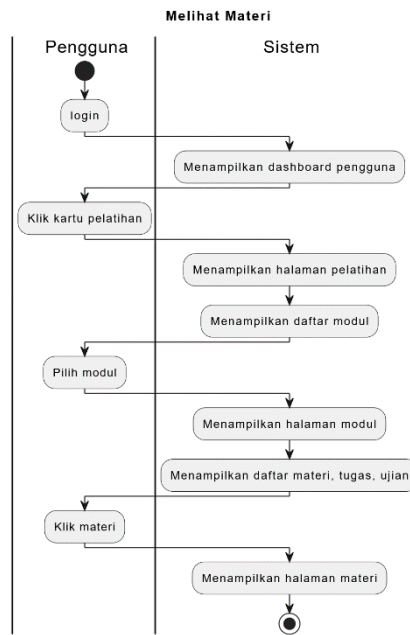 Melihat Materi
Pengguna
Sistem
login
Menampilkan dashboard pengguna
Klik kartu pelatihan
Menampilkan halaman pelatihan
Menampilkan daftar modul
Pilih modul
Menampilkan halaman modul
Menampilkan daftar materi, tugas, ujian
Klik materi
Menampilkan halaman materi